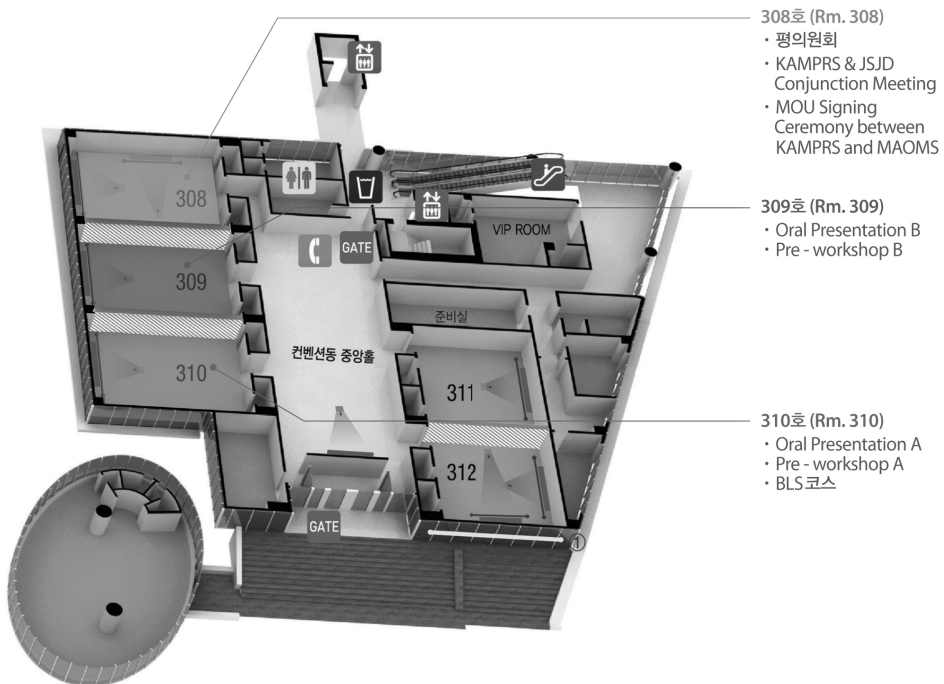 308호 (Rm. 308)
· 평의원회
· KAMPRS & JSJD
Conjunction Meeting
· MOU Signing
Ceremony between
KAMPRS and MAOMS
309호 (Rm. 309)
· Oral Presentation B
· Pre - workshop B
310호 (Rm. 310)
· Oral Presentation A
· Pre - workshop A
· BLS코스
308
VIP ROOM
GATE
309
준비실
컨벤션동 중앙홀
310
311
312
GATE
①